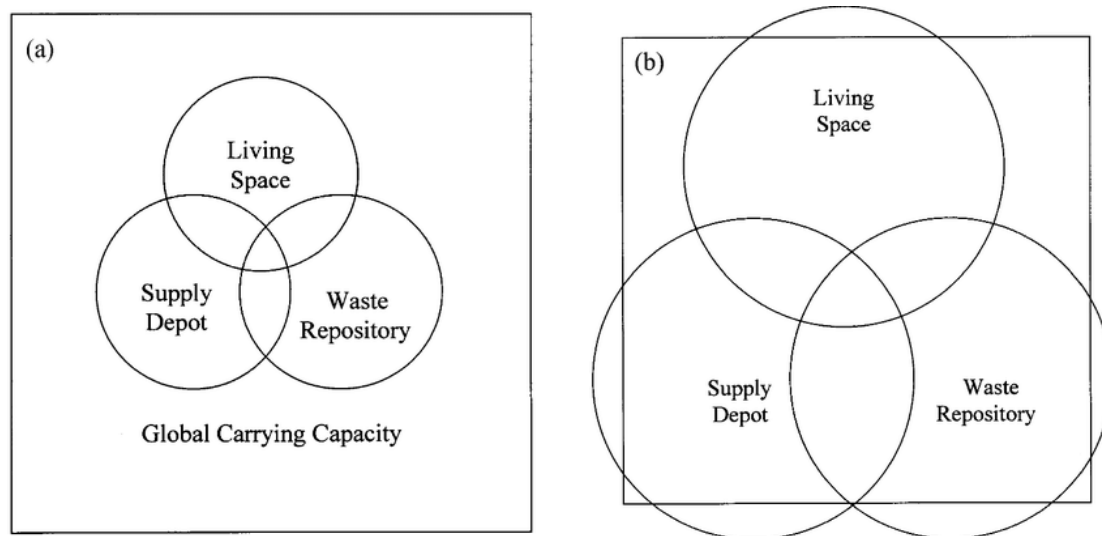 (a)
Living
Space
Supply
Depot
Waste
Repository
Global Carrying Capacity
(b)
Living
Space
Supply
Depot
Waste
Repository